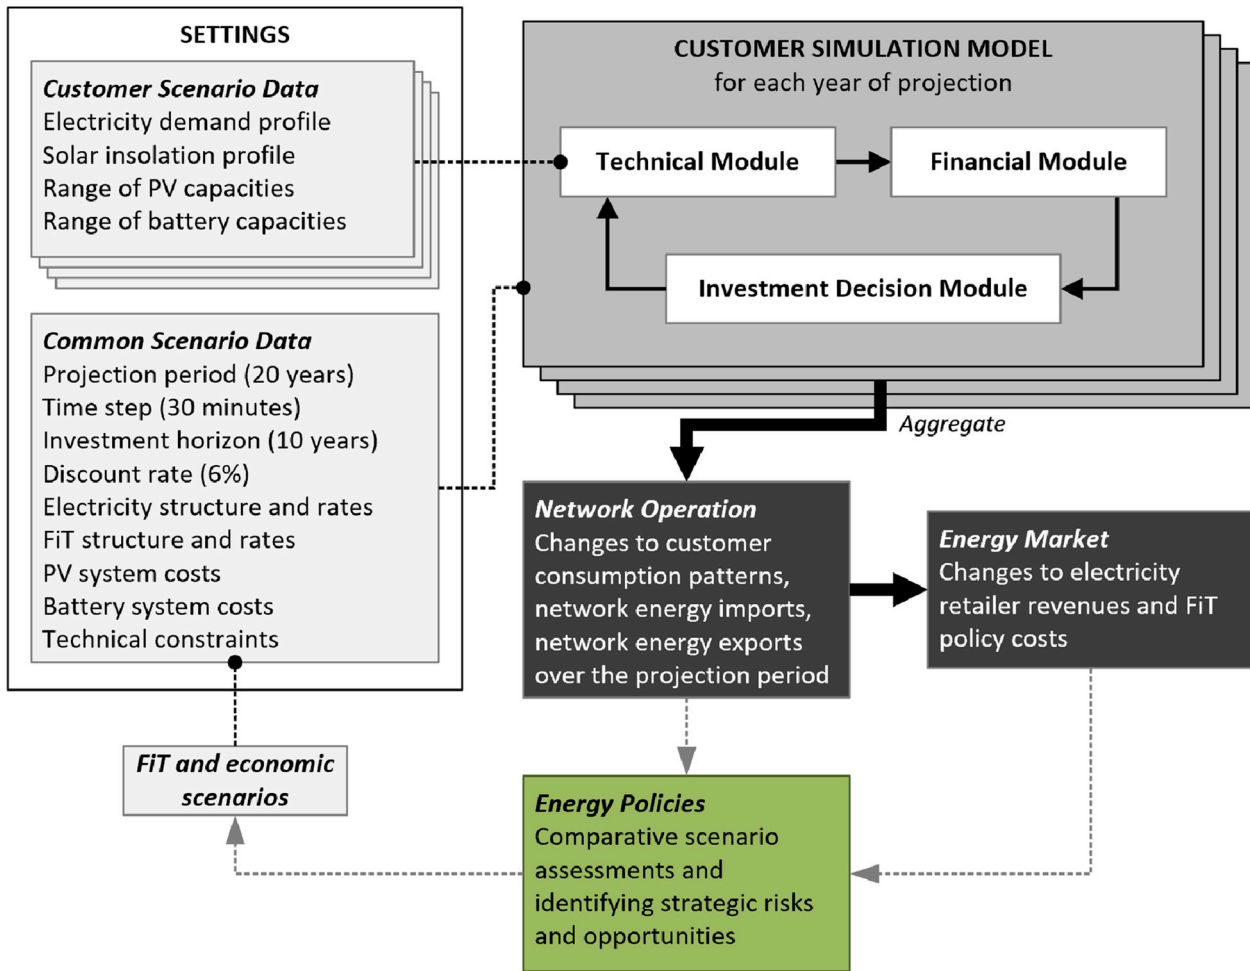 SETTINGS
Customer Scenario Data
Electricity demand profile
Solar insolation profile
Range of PV capacities
Range of battery capacities
Common Scenario Data
Projection period (20 years)
Time step (30 minutes)
Investment horizon (10 years)
Discount rate (6%)
Electricity structure and rates
FiT structure and rates
PV system costs
Battery system costs
Technical constraints
FiT and economic
scenarios
CUSTOMER SIMULATION MODEL
for each year of projection
Technical Module
Financial Module
Investment Decision Module
Aggregate
Network Operation
Changes to customer
consumption patterns,
network energy imports,
network energy exports
over the projection period
Energy Market
Changes to electricity
retailer revenues and FiT
policy costs
Energy Policies
Comparative scenario
assessments and
identifying strategic risks
and opportunities